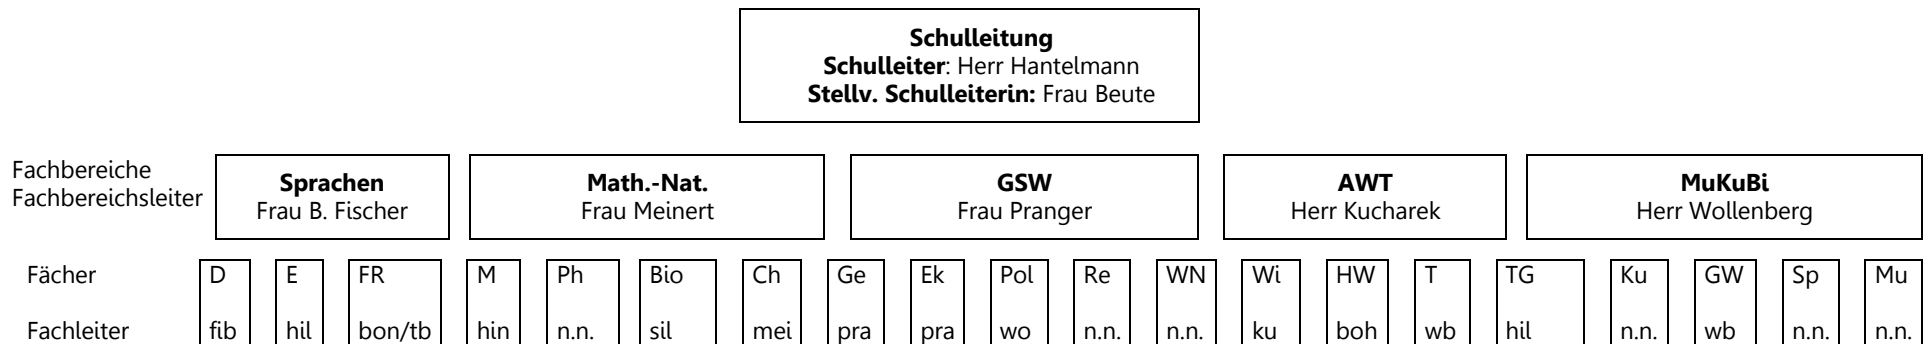 Schulleitung
Schulleiter: Herr Hantelmann
Stellv. Schulleiterin: Frau Beute
Fachbereiche
Fachbereichsleiter
Sprachen
Frau B. Fischer
Math.-Nat.
Frau Meinert
GSW
Frau Pranger
AWT
Herr Kucharek
MuKuBi
Herr Wollenberg
Fächer D E FR M Ph Bio Ch Ge Ek Pol Re WN Wi HW T TG Ku GW Sp Mu
Fachleiter fib hil bon/tb hin n.n. sil mei pra pra wo n.n. n.n. ku boh wb hil n.n. wb n.n. n.n.